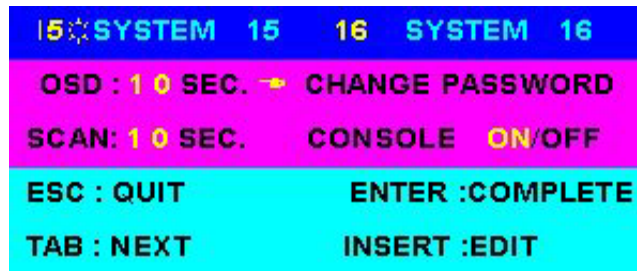 15☼SYSTEM 15 16 SYSTEM 16
OSD : 1 0 SEC. ☛ CHANGE PASSWORD
SCAN: 1 0 SEC. CONSOLE ON/OFF
ESC : QUIT ENTER :COMPLETE
TAB : NEXT INSERT :EDIT